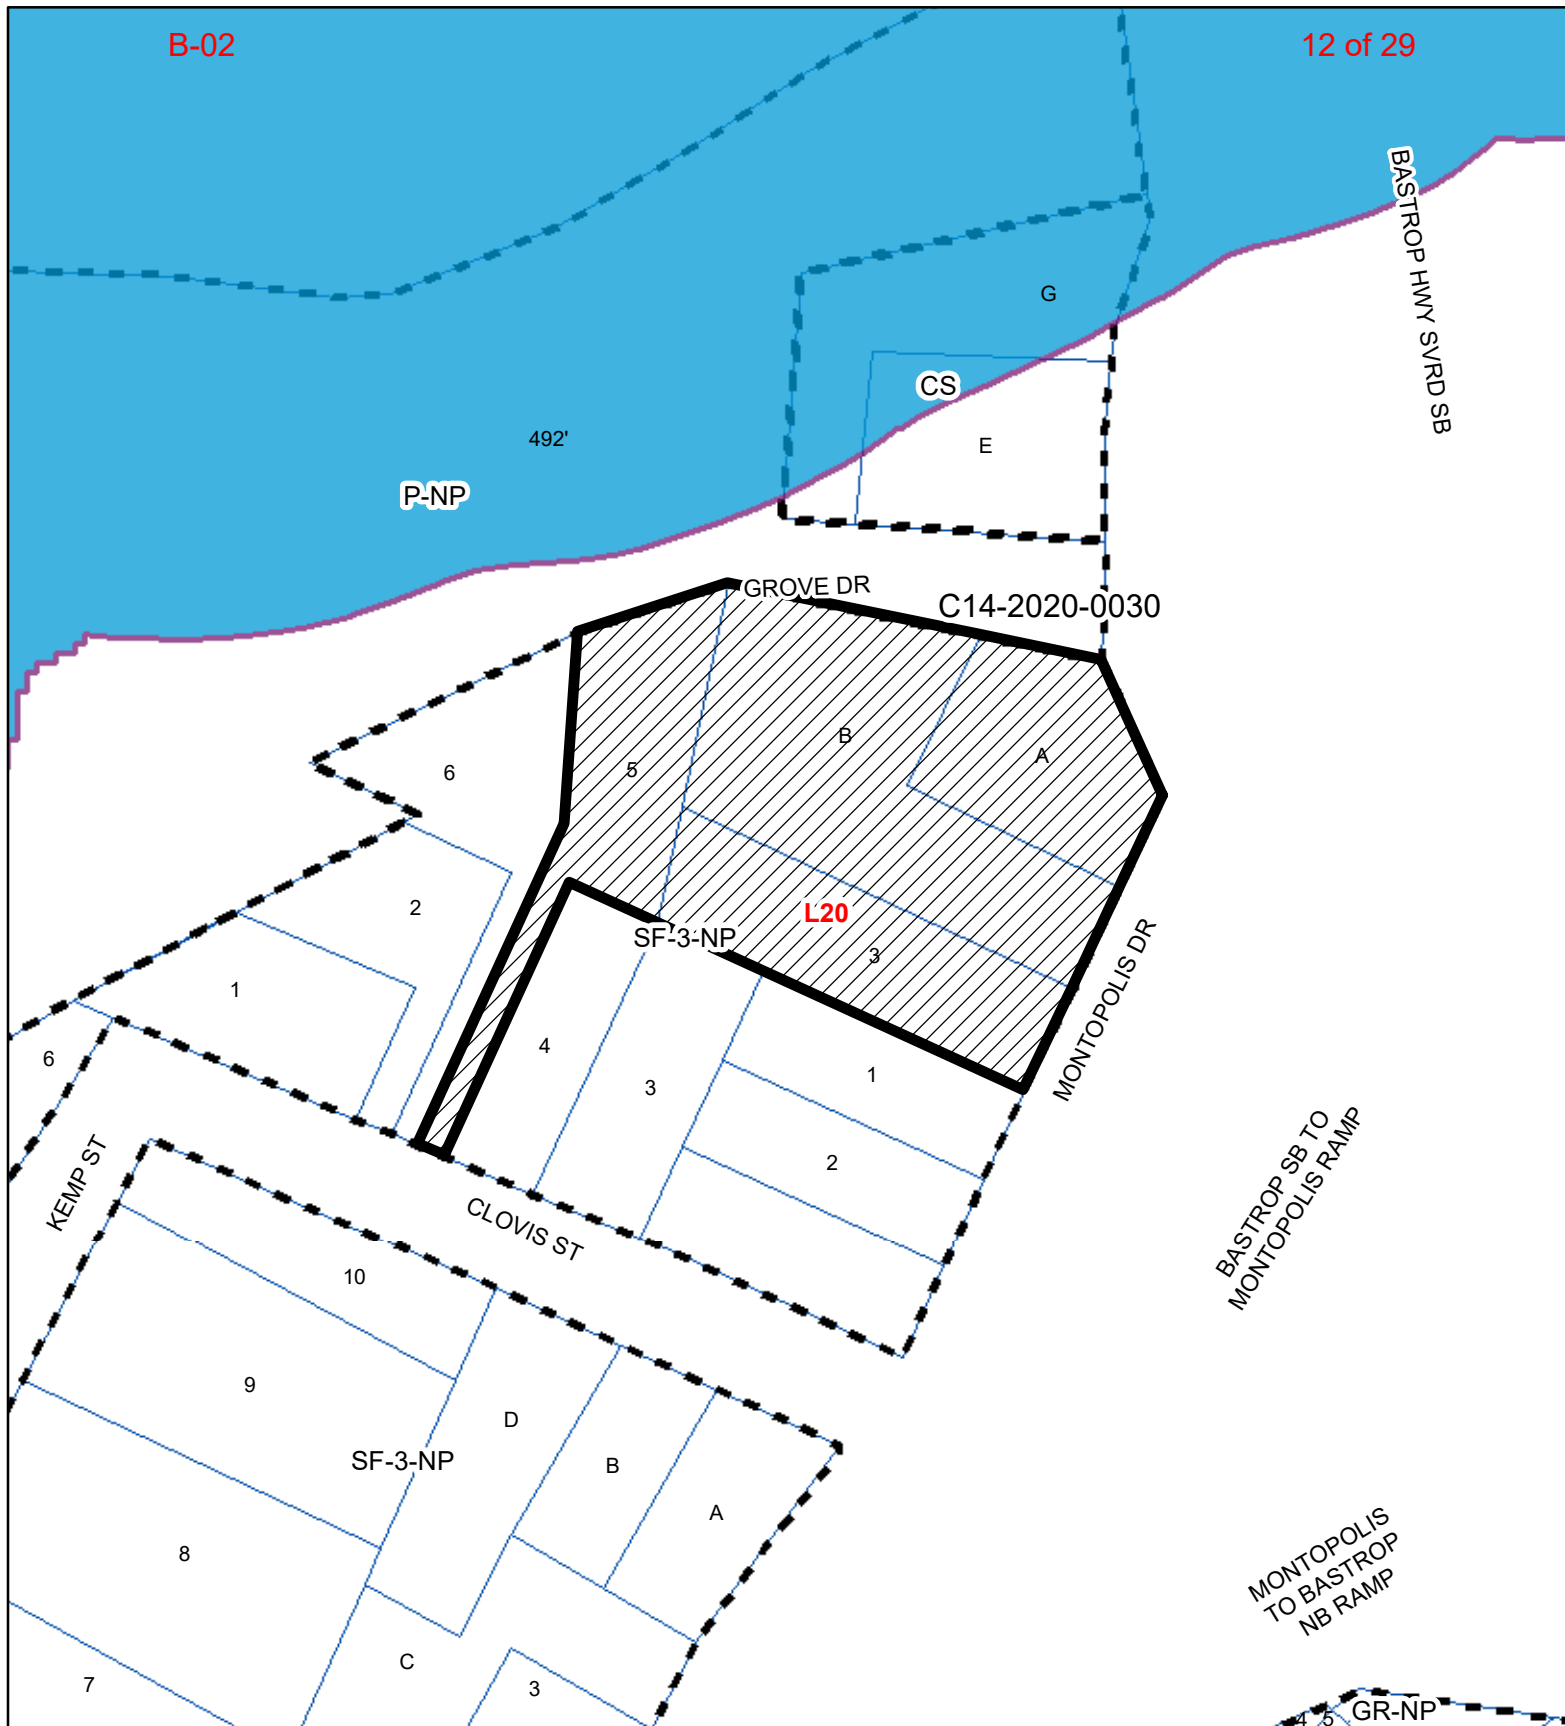 B-02
12 of 29
BASTROP HWY SVRD SB
G
CS
E
492'
P-NP
GROVE DR
C14-2020-0030
B
A
5
6
2
L20
SF-3-NP
3
1
4
3
1
2
6
MONTOPOLIS DR
KEMP ST
CLOVIS ST
BASTROP SB TO
MONTOPOLIS RAMP
10
9
D
SF-3-NP
B
A
8
C
7
3
MONTOPOLIS
TO BASTROP
NB RAMP
4
5
GR-NP